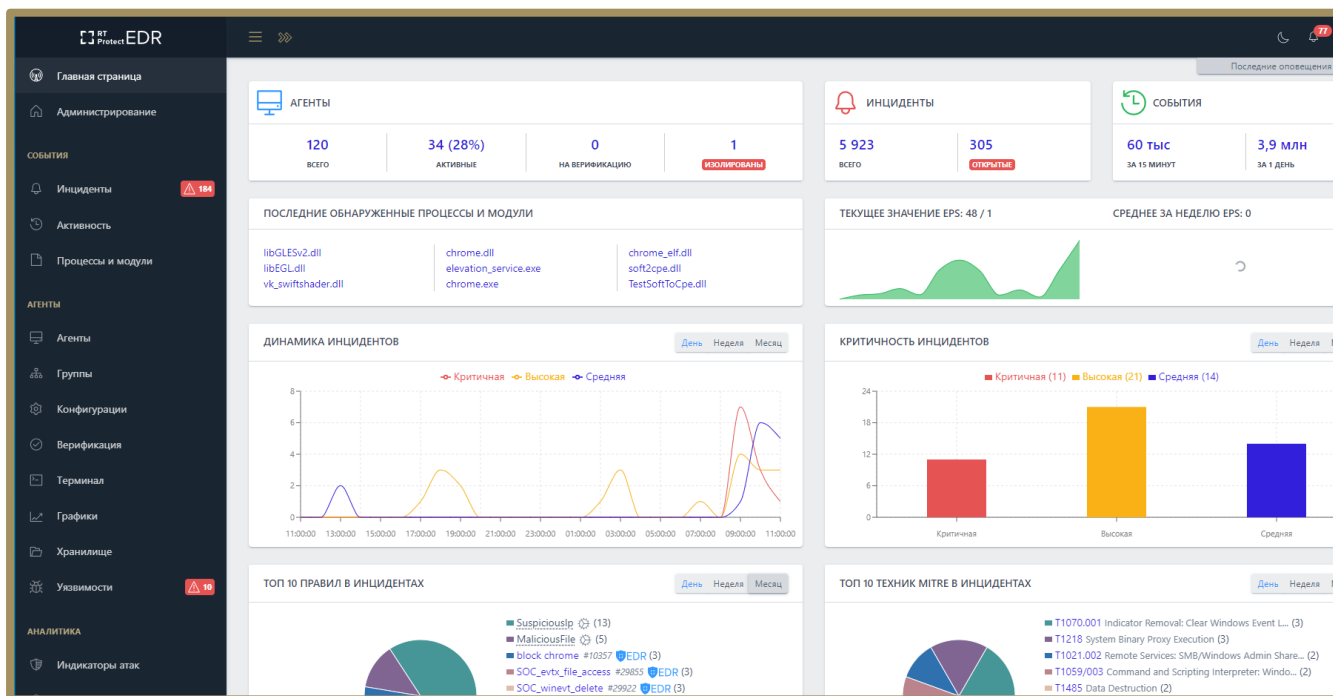 RT Protect EDR
77
Последние оповещения
Главная страница
Администрирование
СОБЫТИЯ
Инциденты 184
Активность
Процессы и модули
АГЕНТЫ
Агенты
Группы
Конфигурации
Верификация
Терминал
Графики
Хранилище
Уязвимости 10
АНАЛИТИКА
Индикаторы атак
АГЕНТЫ
120 34 (28%) 0 1
ВСЕГО АКТИВНЫЕ НА ВЕРИФИКАЦИЮ ИЗОЛИРОВАНЫ
ИНЦИДЕНТЫ
5 923 305
ВСЕГО ОТКРЫТЫЕ
СОБЫТИЯ
60 тыс 3,9 млн
ЗА 15 МИНУТ ЗА 1 ДЕНЬ
ПОСЛЕДНИЕ ОБНАРУЖЕННЫЕ ПРОЦЕССЫ И МОДУЛИ
libGLESv2.dll chrome.dll chrome_elf.dll
libEGL.dll elevation_service.exe soft2cpe.dll
vk_swiftshader.dll chrome.exe TestSoftToCpe.dll
ТЕКУЩЕЕ ЗНАЧЕНИЕ EPS: 48 / 1 СРЕДНЕЕ ЗА НЕДЕЛЮ EPS: 0
ДИНАМИКА ИНЦИДЕНТОВ День Неделя Месяц
Критичная Высокая Средняя
8
6
4
2
0
11:00:00 13:00:00 15:00:00 17:00:00 19:00:00 21:00:00 23:00:00 01:00:00 03:00:00 05:00:00 07:00:00 09:00:00 11:00:00
КРИТИЧНОСТЬ ИНЦИДЕНТОВ День Неделя
Критичная (11) Высокая (21) Средняя (14)
24
18
12
6
0
Критичная Высокая Средняя
ТОП 10 ПРАВИЛ В ИНЦИДЕНТАХ День Неделя Месяц
SuspiciousIp (13)
MaliciousFile (5)
block chrome #10357 EDR (3)
SOC_evtx_file_access #29855 EDR (3)
SOC_winevt_delete #29922 EDR (3)
ТОП 10 ТЕХНИК MITRE В ИНЦИДЕНТАХ День Неделя
T1070.001 Indicator Removal: Clear Windows Event L... (3)
T1218 System Binary Proxy Execution (3)
T1021.002 Remote Services: SMB/Windows Admin Share... (2)
T1059/003 Command and Scripting Interpreter: Windo... (2)
T1485 Data Destruction (2)